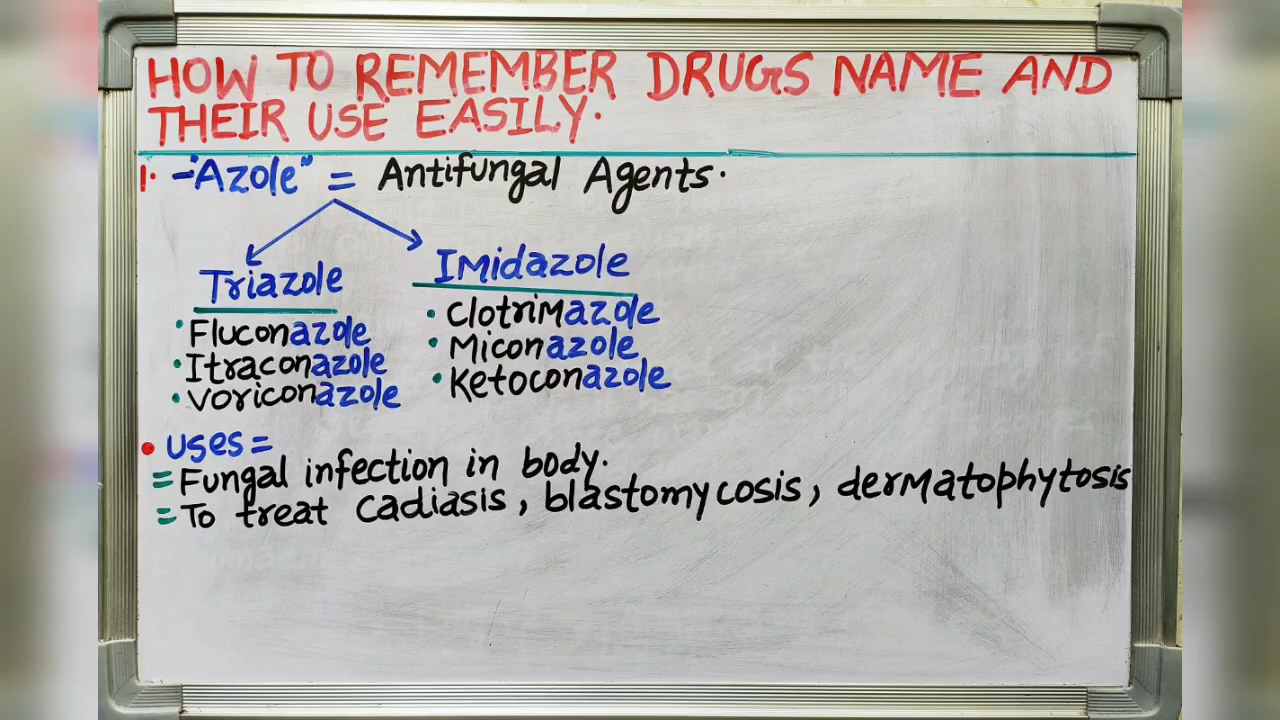 HOW TO REMEMBER DRUGS NAME AND
THEIR USE EASILY.
1. -"Azole" = Antifungal Agents.
Triazole
• Fluconazole
• Itraconazole
• Voriconazole
Imidazole
• Clotrimazole
• Miconazole
• Ketoconazole
• Uses =
= Fungal infection in body.
= To treat Cadiasis, blastomycosis, dermatophytosis